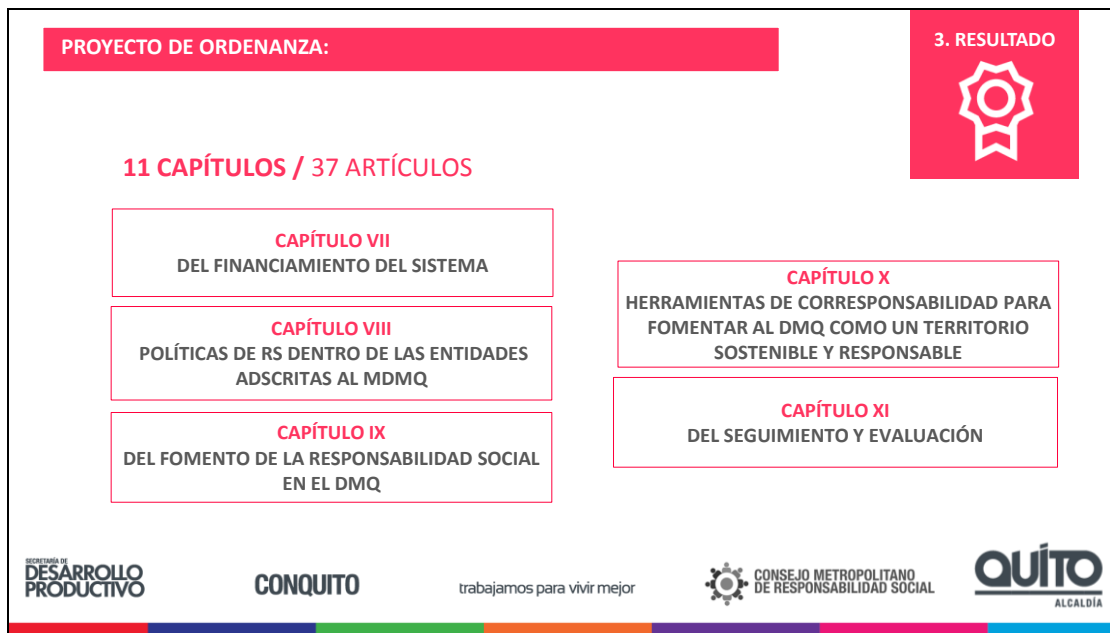 PROYECTO DE ORDENANZA:
3. RESULTADO
11 CAPÍTULOS / 37 ARTÍCULOS
CAPÍTULO VII
DEL FINANCIAMIENTO DEL SISTEMA
CAPÍTULO VIII
POLÍTICAS DE RS DENTRO DE LAS ENTIDADES
ADSCRITAS AL MDMQ
CAPÍTULO IX
DEL FOMENTO DE LA RESPONSABILIDAD SOCIAL
EN EL DMQ
CAPÍTULO X
HERRAMIENTAS DE CORRESPONSABILIDAD PARA
FOMENTAR AL DMQ COMO UN TERRITORIO
SOSTENIBLE Y RESPONSABLE
CAPÍTULO XI
DEL SEGUIMIENTO Y EVALUACIÓN
SECRETARÍA DE
DESARROLLO
PRODUCTIVO
CONQUITO
trabajamos para vivir mejor
CONSEJO METROPOLITANO
DE RESPONSABILIDAD SOCIAL
QUÍTO
ALCALDÍA